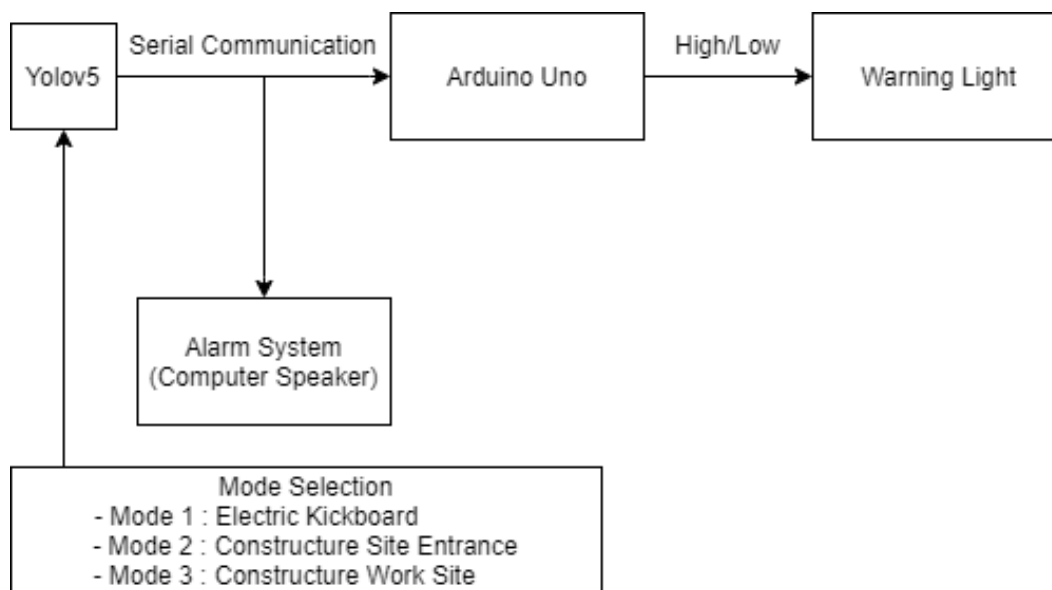 Yolov5
Serial Communication
Arduino Uno
High/Low
Warning Light
Alarm System
(Computer Speaker)
Mode Selection
- Mode 1 : Electric Kickboard
- Mode 2 : Constructure Site Entrance
- Mode 3 : Constructure Work Site